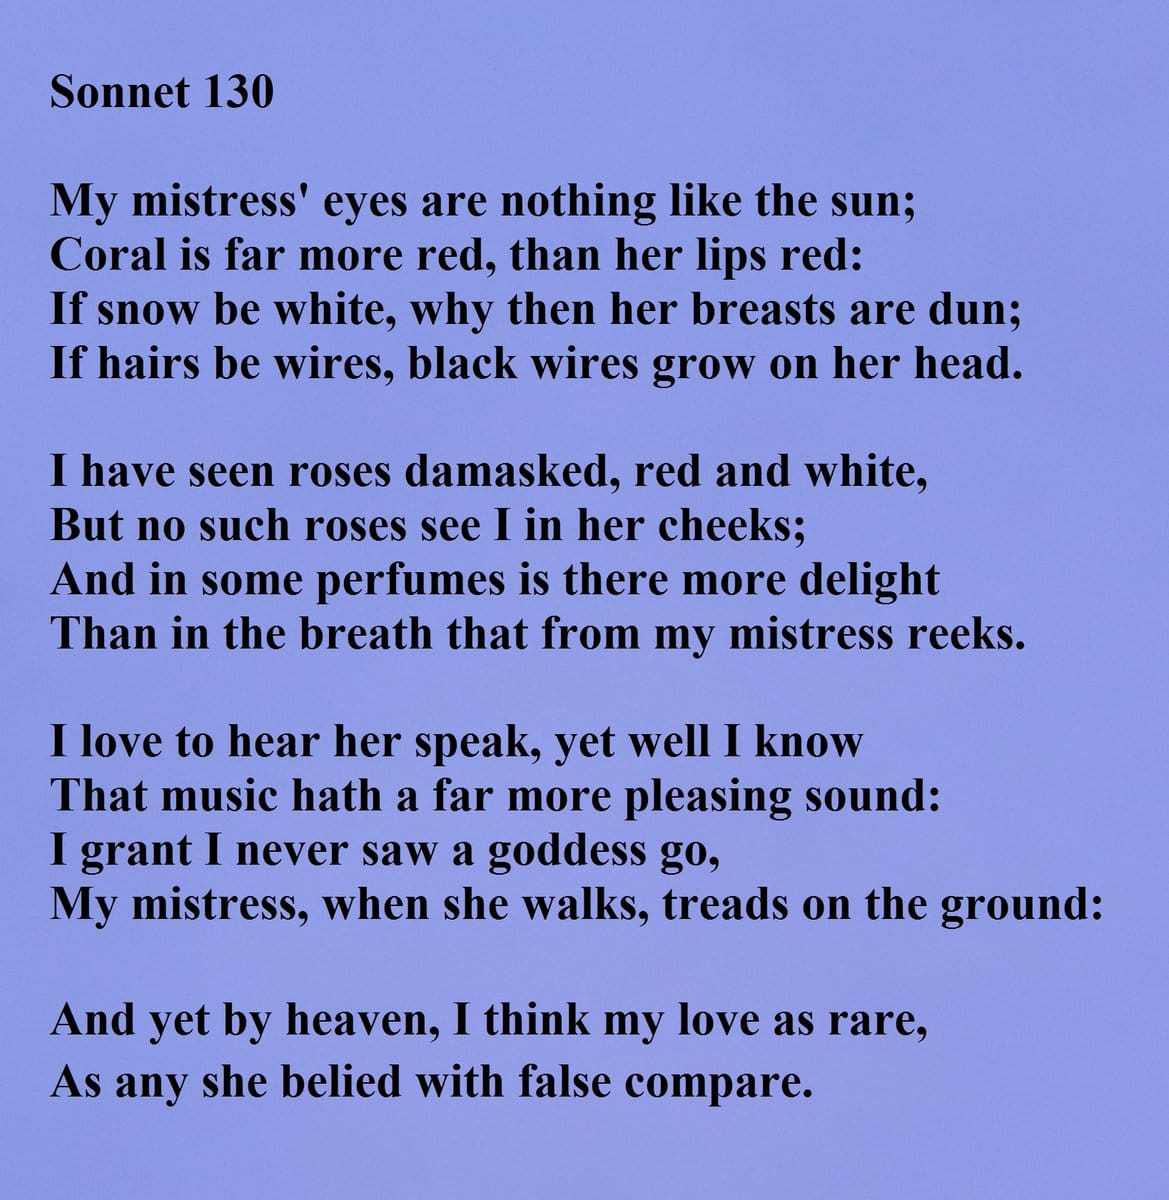 Sonnet 130
My mistress' eyes are nothing like the sun;
Coral is far more red, than her lips red:
If snow be white, why then her breasts are dun;
If hairs be wires, black wires grow on her head.
I have seen roses damasked, red and white,
But no such roses see I in her cheeks;
And in some perfumes is there more delight
Than in the breath that from my mistress reeks.
I love to hear her speak, yet well I know
That music hath a far more pleasing sound:
I grant I never saw a goddess go,
My mistress, when she walks, treads on the ground:
And yet by heaven, I think my love as rare,
As any she belied with false compare.